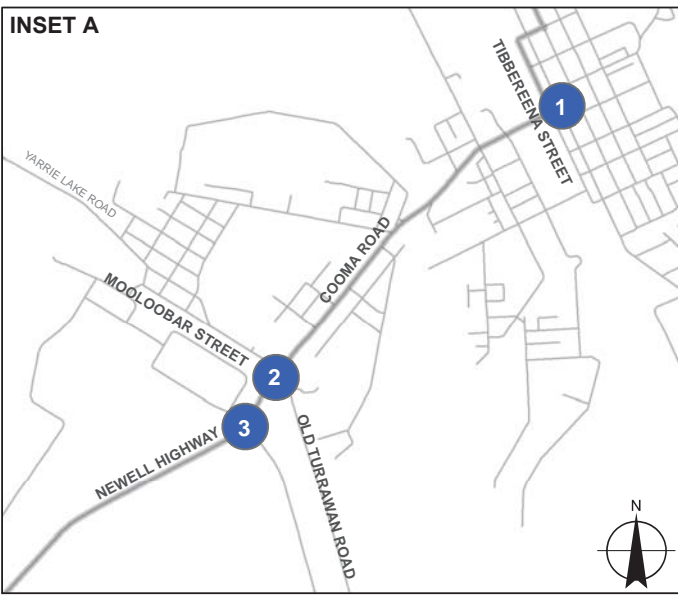 INSET A
TIBBEREENA STREET
1
YARRIE LAKE ROAD
COOMA ROAD
MOOLOOBAR STREET
2
3
NEWELL HIGHWAY
OLD TURRAWAN ROAD
N